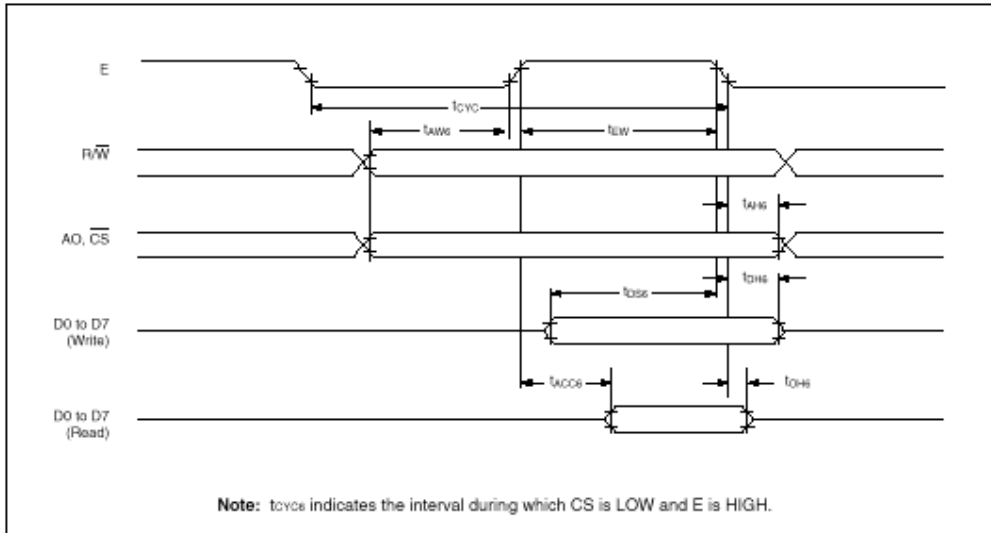 E
tCYC
tAW6
tEW
R/W
tAH6
AO, CS
tDH6
tDS6
D0 to D7
(Write)
tACC6
tOH6
D0 to D7
(Read)
Note: tCYC6 indicates the interval during which CS is LOW and E is HIGH.